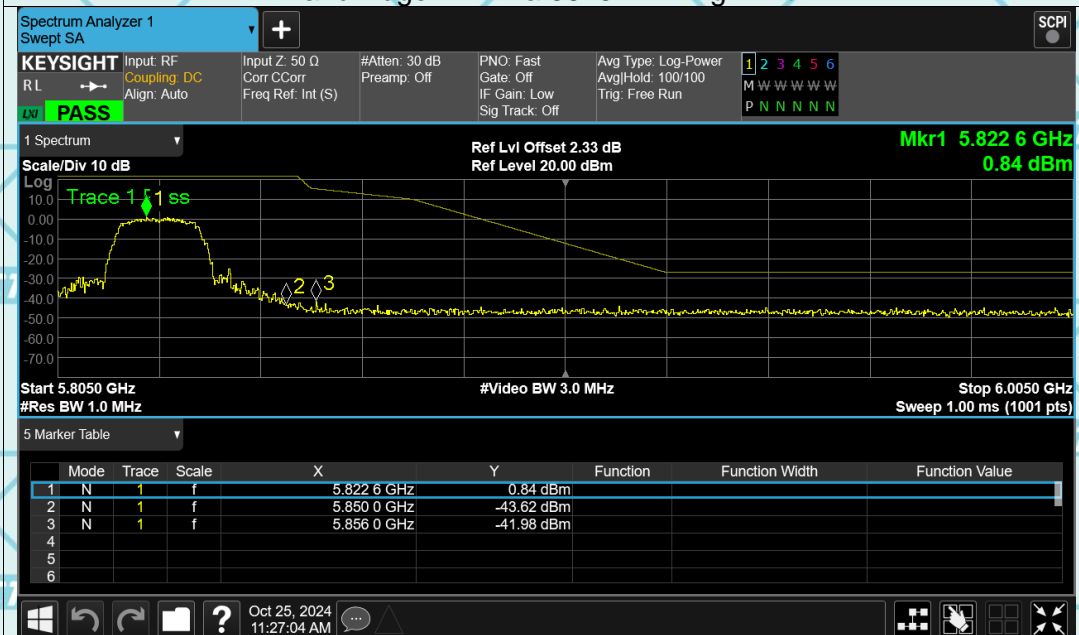 Spectrum Analyzer 1
Swept SA
+
SCPI
KEYSIGHT
RL
LXI PASS
Input: RF
Coupling: DC
Align: Auto
Input Z: 50 Ω
Corr CCorr
Freq Ref: Int (S)
#Atten: 30 dB
Preamp: Off
PNO: Fast
Gate: Off
IF Gain: Low
Sig Track: Off
Avg Type: Log-Power
Avg|Hold: 100/100
Trig: Free Run
1 2 3 4 5 6
M W W W W W
P N N N N N
1 Spectrum
Scale/Div 10 dB
Ref Lvl Offset 2.33 dB
Ref Level 20.00 dBm
Mkr1 5.822 6 GHz
0.84 dBm
Log
Trace 1 1 ss
10.0
0.00
-10.0
-20.0
-30.0
2 3
-40.0
-50.0
-60.0
-70.0
Start 5.8050 GHz #Video BW 3.0 MHz Stop 6.0050 GHz
#Res BW 1.0 MHz Sweep 1.00 ms (1001 pts)
5 Marker Table
Mode Trace Scale X Y Function Function Width Function Value
1 N 1 f 5.822 6 GHz 0.84 dBm
2 N 1 f 5.850 0 GHz -43.62 dBm
3 N 1 f 5.856 0 GHz -41.98 dBm
4
5
6
?
Oct 25, 2024
11:27:04 AM